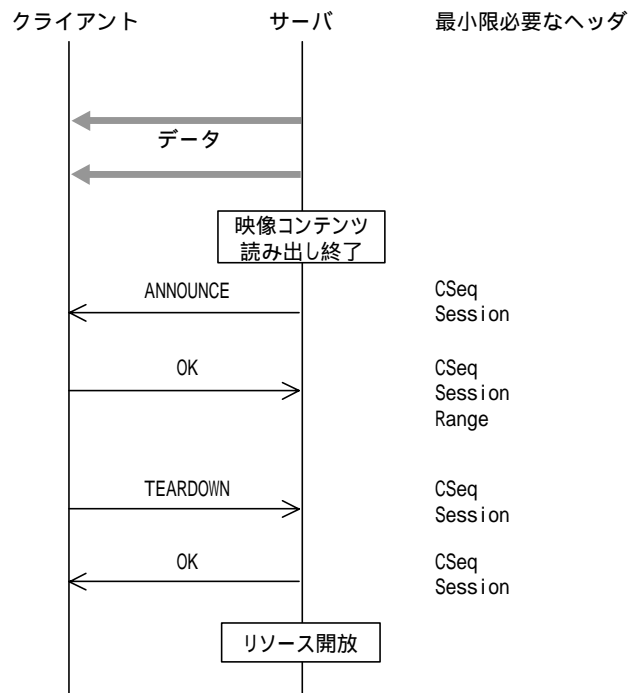 クライアント サーバ 最小限必要なヘッダ
データ
映像コンテンツ
読み出し終了
ANNOUNCE CSeq
Session
OK CSeq
Session
Range
TEARDOWN CSeq
Session
OK CSeq
Session
リソース開放